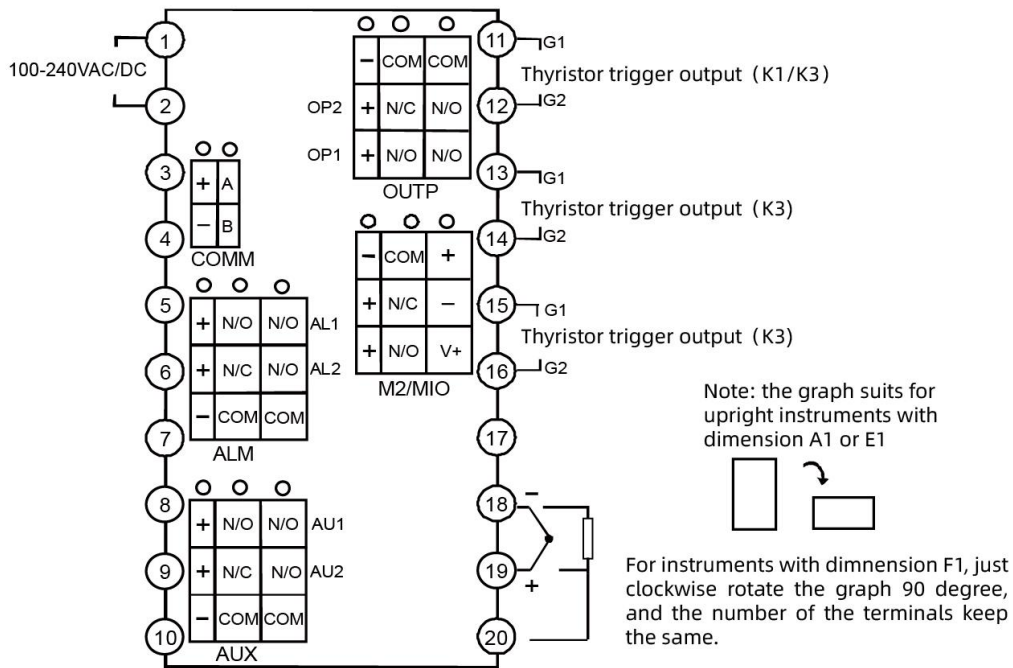 1
100-240VAC/DC
2
3
4
+ A
− B
COMM
5
6
7
+ N/O N/O AL1
+ N/C N/O AL2
− COM COM
ALM
8
9
10
+ N/O N/O AU1
+ N/C N/O AU2
− COM COM
AUX
− COM COM
OP2 + N/C N/O
OP1 + N/O N/O
OUTP
− COM +
+ N/C −
+ N/O V+
M2/MIO
11 G1
Thyristor trigger output (K1/K3)
12 G2
13 G1
Thyristor trigger output (K3)
14 G2
15 G1
Thyristor trigger output (K3)
16 G2
17
18 −
19 +
20
Note: the graph suits for
upright instruments with
dimension A1 or E1
For instruments with dimnension F1, just
clockwise rotate the graph 90 degree,
and the number of the terminals keep
the same.